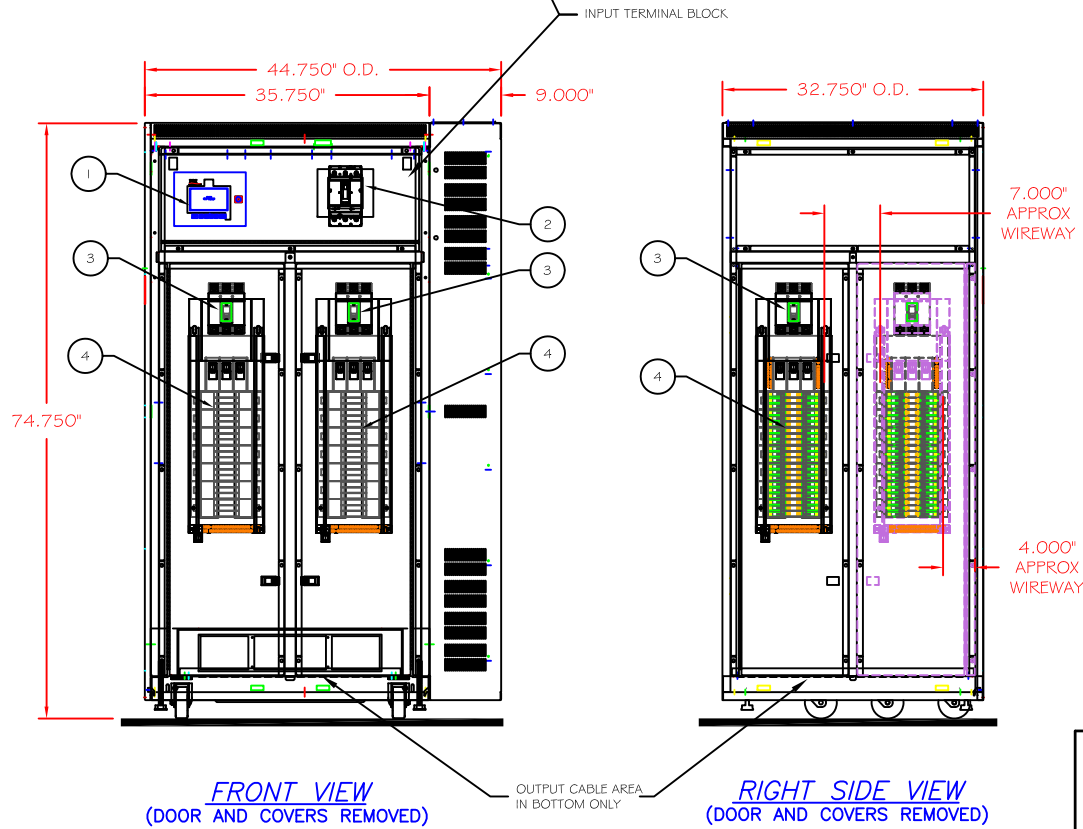 INPUT TERMINAL BLOCK
44.750" O.D.
35.750"
9.000"
32.750" O.D.
1
2
3
3
4
4
74.750"
3
4
7.000"
APPROX
WIREWAY
4.000"
APPROX
WIREWAY
OUTPUT CABLE AREA
IN BOTTOM ONLY
FRONT VIEW
(DOOR AND COVERS REMOVED)
RIGHT SIDE VIEW
(DOOR AND COVERS REMOVED)